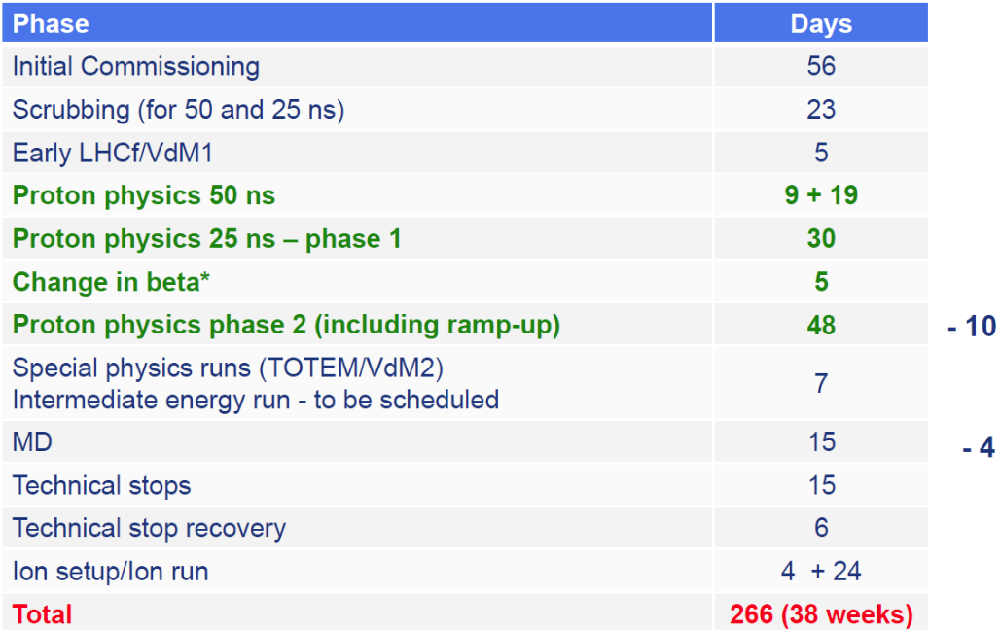 Phase Days
Initial Commissioning 56
Scrubbing (for 50 and 25 ns) 23
Early LHCf/VdM1 5
Proton physics 50 ns 9 + 19
Proton physics 25 ns – phase 1 30
Change in beta* 5
Proton physics phase 2 (including ramp-up) 48 - 10
Special physics runs (TOTEM/VdM2)
Intermediate energy run - to be scheduled 7
MD 15 - 4
Technical stops 15
Technical stop recovery 6
Ion setup/Ion run 4 + 24
Total 266 (38 weeks)